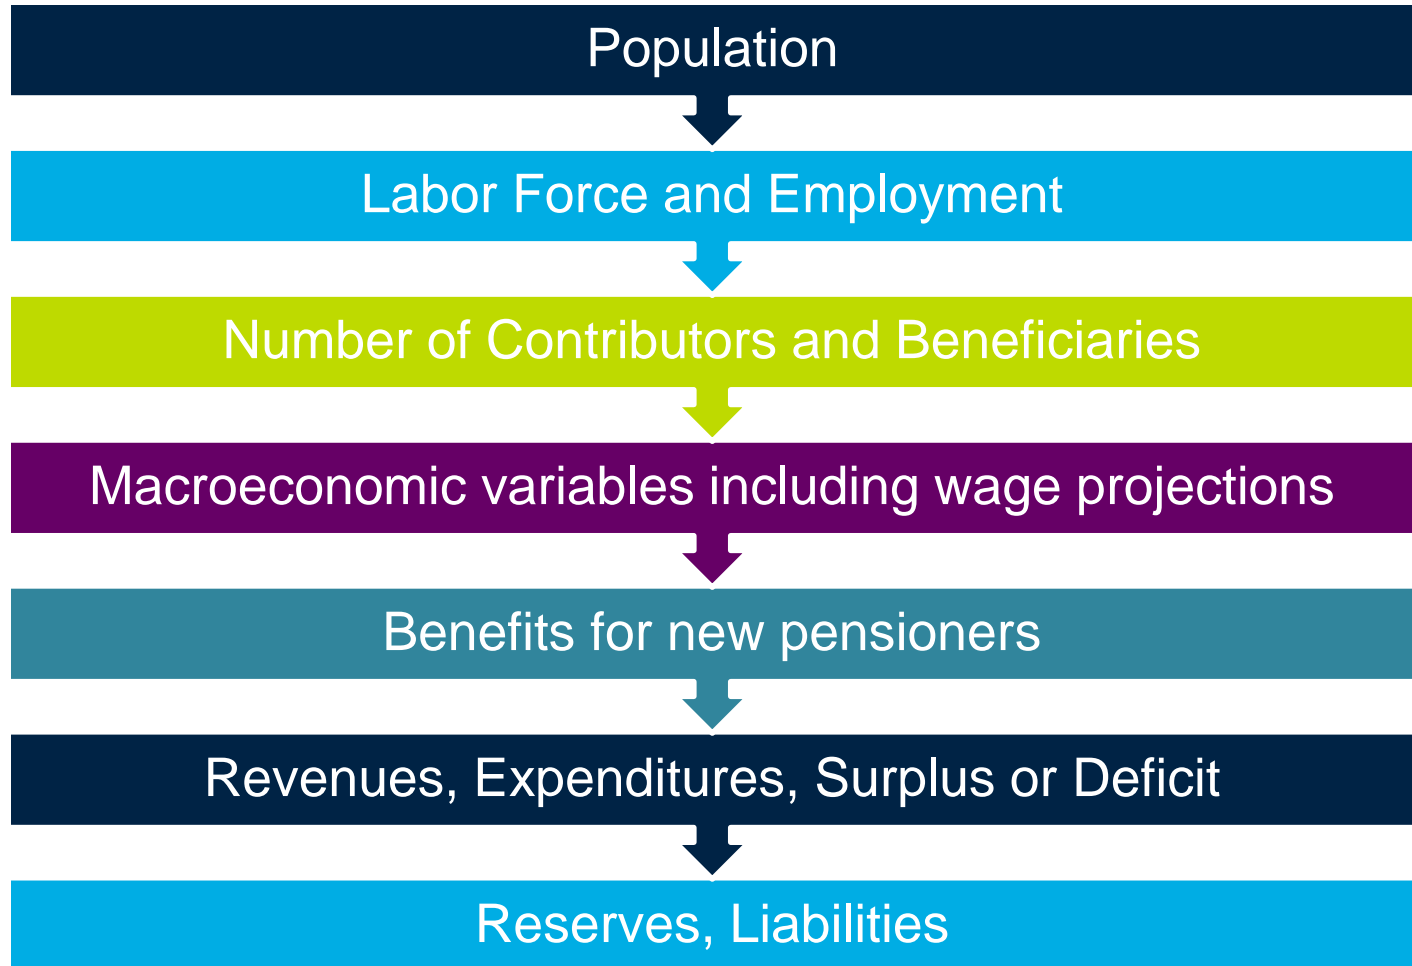 Population
Labor Force and Employment
Number of Contributors and Beneficiaries
Macroeconomic variables including wage projections
Benefits for new pensioners
Revenues, Expenditures, Surplus or Deficit
Reserves, Liabilities